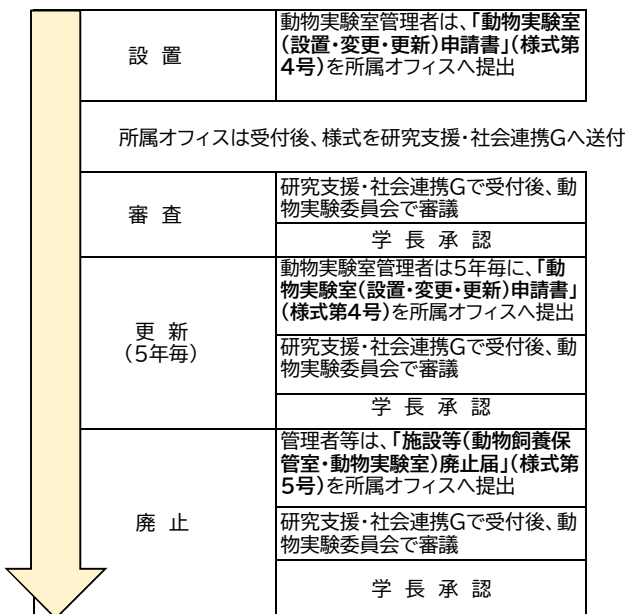 設 置
動物実験室管理者は、「動物実験室
(設置・変更・更新)申請書」(様式第
4号)を所属オフィスへ提出
所属オフィスは受付後、様式を研究支援・社会連携Gへ送付
審 査
研究支援・社会連携Gで受付後、動
物実験委員会で審議
学 長 承 認
更 新
(5年毎)
動物実験室管理者は5年毎に、「動
物実験室(設置・変更・更新)申請書」
(様式第4号)を所属オフィスへ提出
研究支援・社会連携Gで受付後、動
物実験委員会で審議
学 長 承 認
廃 止
管理者等は、「施設等(動物飼養保
管室・動物実験室)廃止届」(様式第
5号)を所属オフィスへ提出
研究支援・社会連携Gで受付後、動
物実験委員会で審議
学 長 承 認